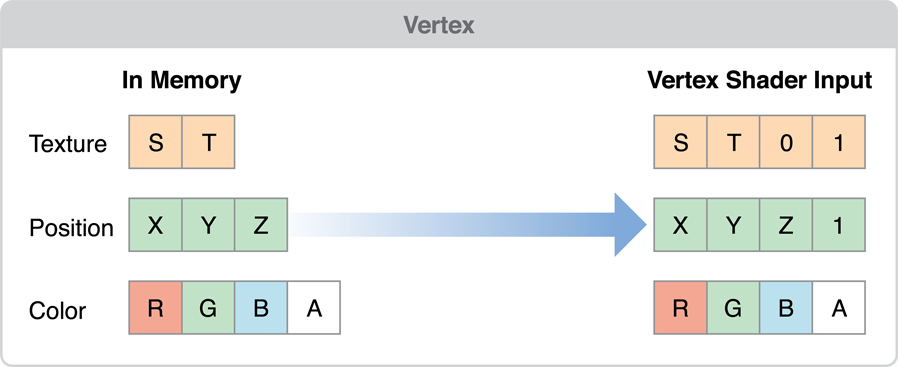 Vertex
In Memory Vertex Shader Input
Texture S T S T 0 1
Position X Y Z X Y Z 1
Color R G B A R G B A